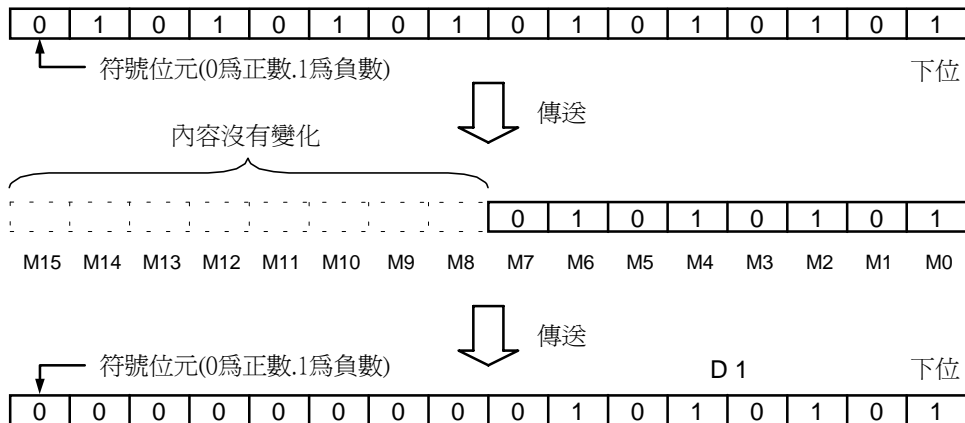 0 1 0 1 0 1 0 1 0 1 0 1 0 1 0 1
符號位元(0爲正數.1爲負數) 下位
傳送
內容沒有變化
0 1 0 1 0 1 0 1
M15 M14 M13 M12 M11 M10 M9 M8 M7 M6 M5 M4 M3 M2 M1 M0
傳送
符號位元(0爲正數.1爲負數) D 1 下位
0 0 0 0 0 0 0 0 0 1 0 1 0 1 0 1